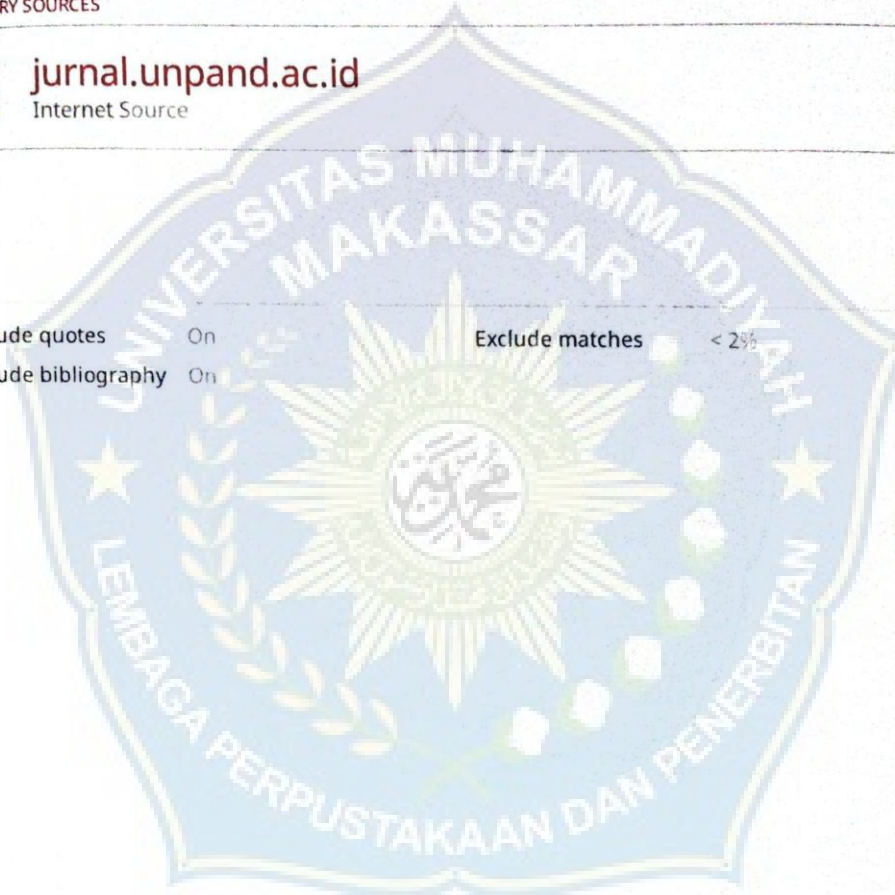 RY SOURCES
jurnal.unpand.ac.id
Internet Source
UNIVERSITAS MUHAMMADIYAH
MAKASSAR
ude quotes On Exclude matches < 2%
ude bibliography On
محمدية
LEMBAGA PERPUSTAKAAN DAN PENERBITAN